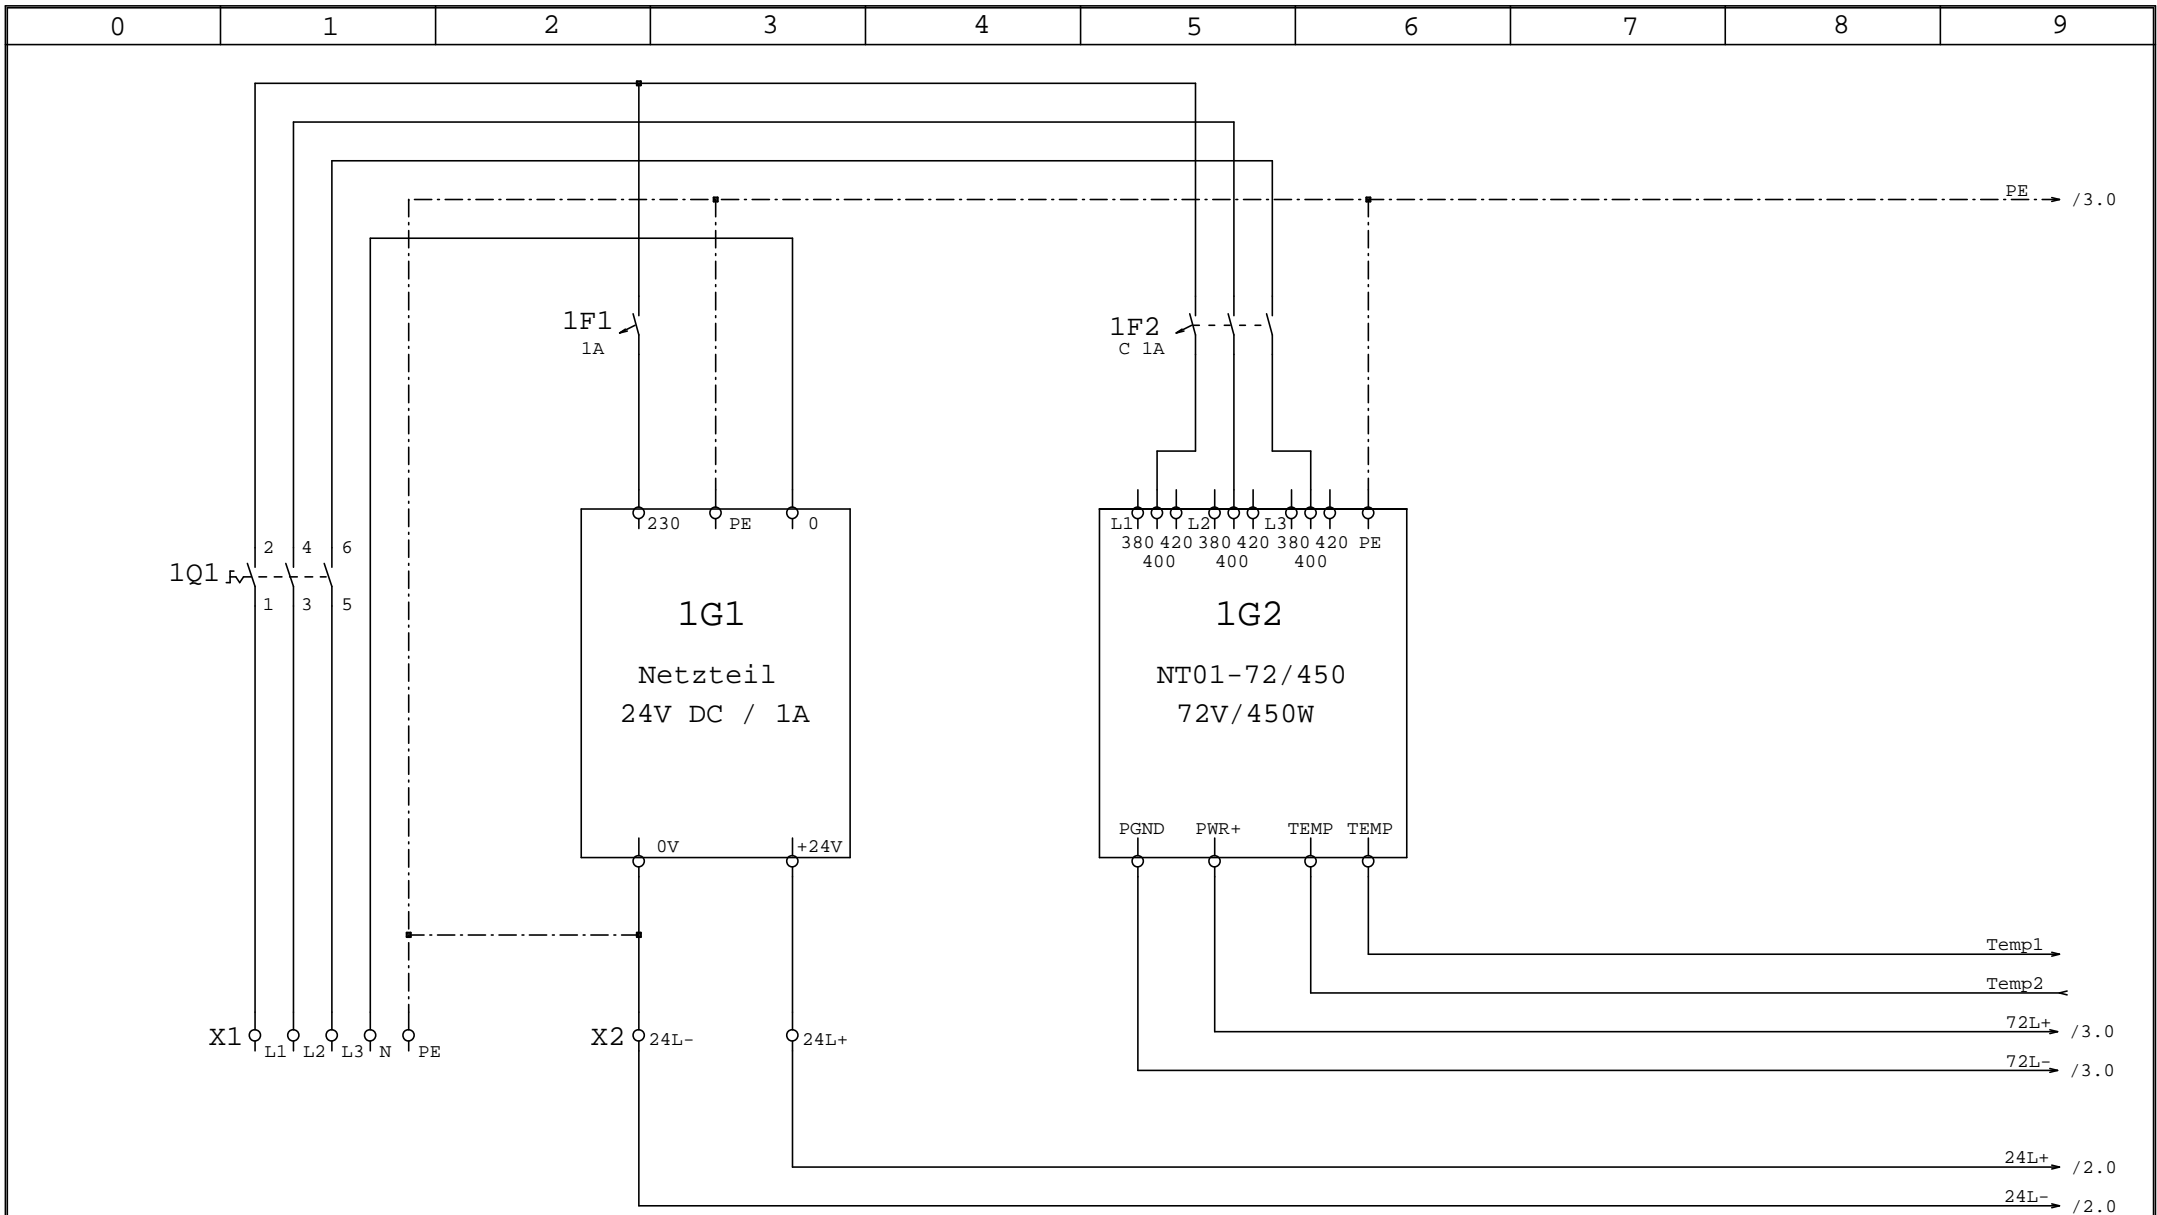 0 1 2 3 4 5 6 7 8 9
PE /3.0
1F1
1A
1F2
C 1A
230 PE 0
L1 L2 L3
380 420 380 420 380 420 PE
400 400 400
2 4 6
1Q1
1 3 5
1G1
Netzteil
24V DC / 1A
0V +24V
1G2
NT01-72/450
72V/450W
PGND PWR+ TEMP TEMP
Temp1
Temp2
72L+ /3.0
72L- /3.0
X1 L1 L2 L3 N PE
X2 24L- 24L+
24L+ /2.0
24L- /2.0